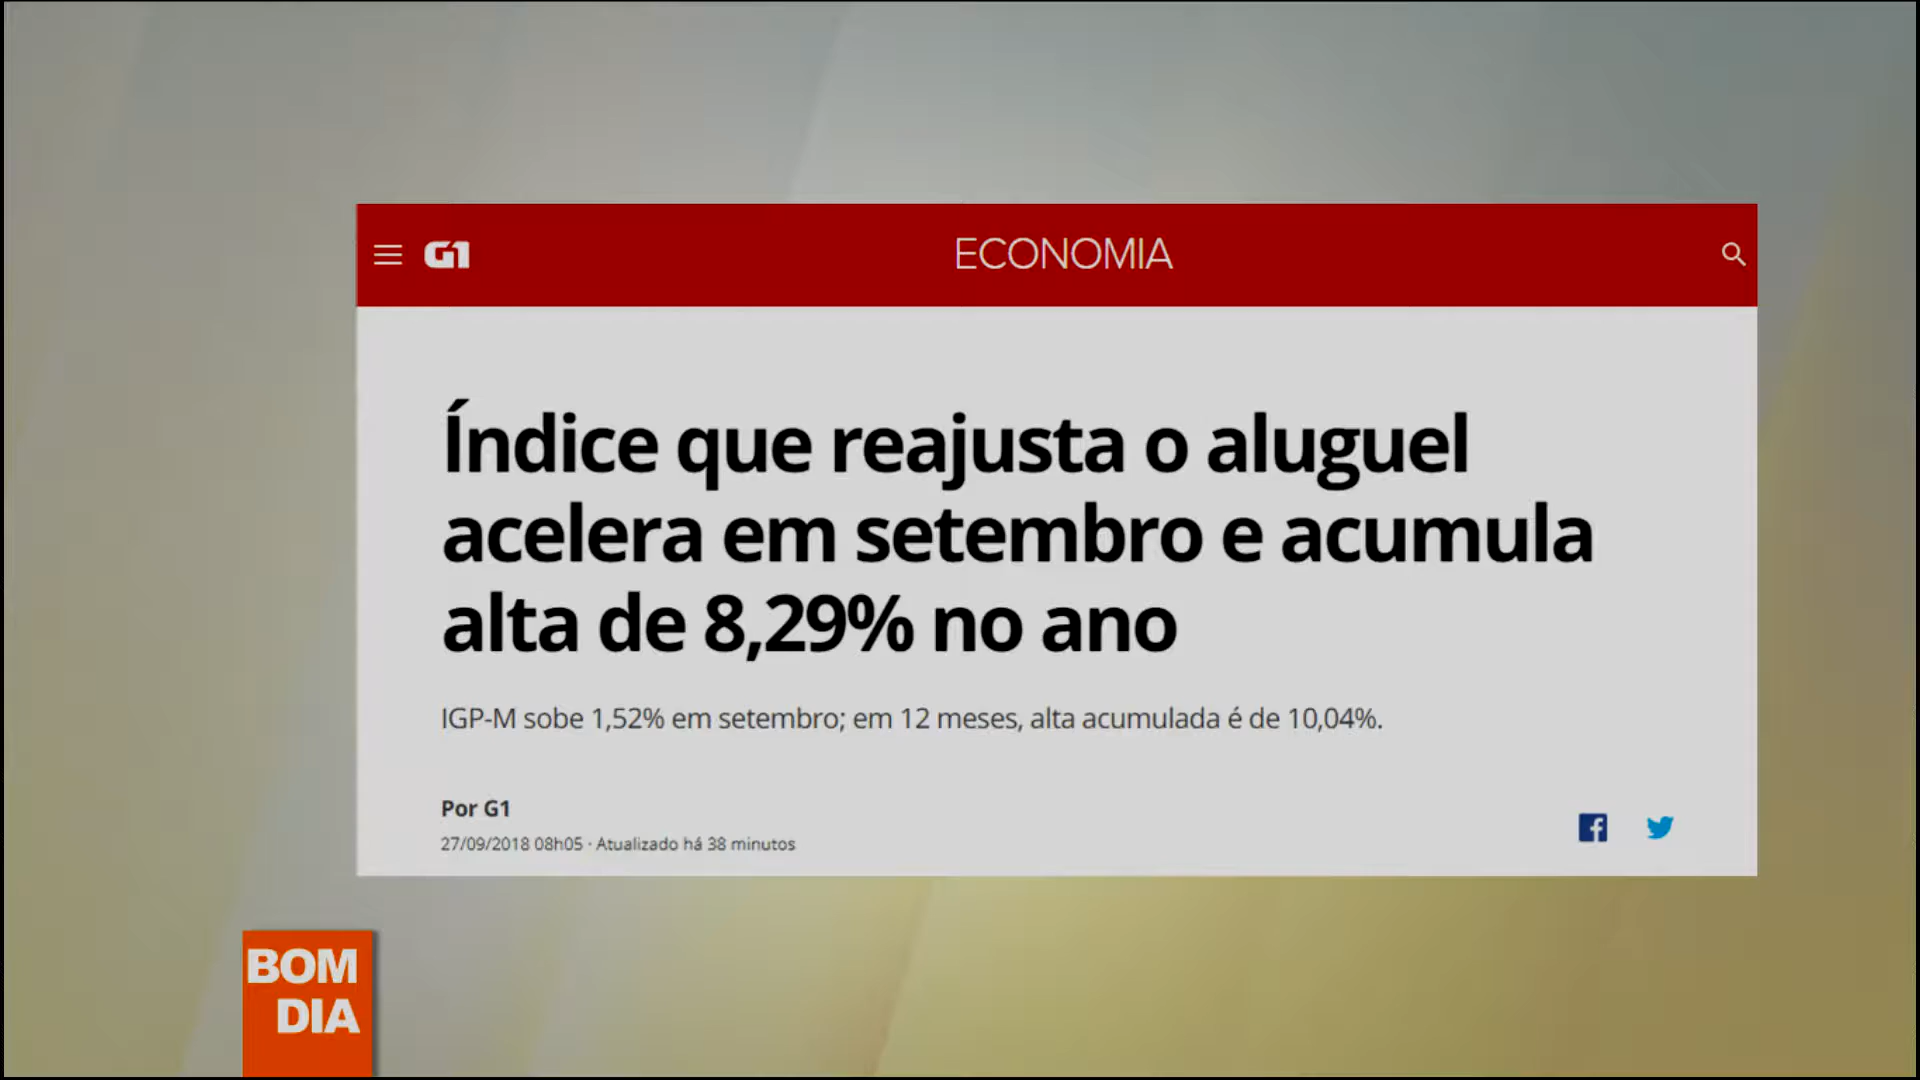 G1
ECONOMIA
Índice que reajusta o aluguel
acelera em setembro e acumula
alta de 8,29% no ano
IGP-M sobe 1,52% em setembro; em 12 meses, alta acumulada é de 10,04%.
Por G1
27/09/2018 08h05 · Atualizado há 38 minutos
BOM
DIA